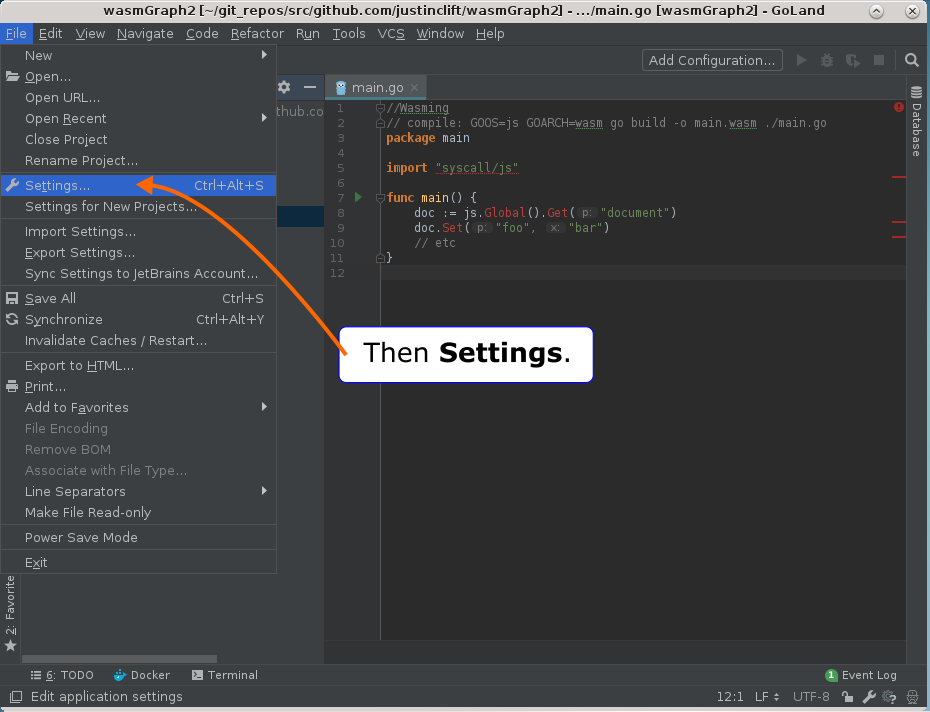 wasmGraph2 [~/git_repos/src/github.com/justinclift/wasmGraph2] - .../main.go [wasmGraph2] - GoLand
File Edit View Navigate Code Refactor Run Tools VCS Window Help
Add Configuration...
New
Open...
Open URL...
Open Recent
Close Project
Rename Project...
Settings... Ctrl+Alt+S
Settings for New Projects...
Import Settings...
Export Settings...
Sync Settings to JetBrains Account...
Save All Ctrl+S
Synchronize Ctrl+Alt+Y
Invalidate Caches / Restart...
Export to HTML...
Print...
Add to Favorites
File Encoding
Remove BOM
Associate with File Type...
Line Separators
Make File Read-only
Power Save Mode
Exit
thub.co
main.go
1 //Wasming
2 // compile: GOOS=js GOARCH=wasm go build -o main.wasm ./main.go
3 package main
4
5 import "syscall/js"
6
7 func main() {
8 doc := js.Global().Get( p: "document")
9 doc.Set( p: "foo", x: "bar")
10 // etc
11 }
12
Then Settings.
Database
2: Favorite
6: TODO Docker Terminal 1 Event Log
Edit application settings 12:1 LF UTF-8